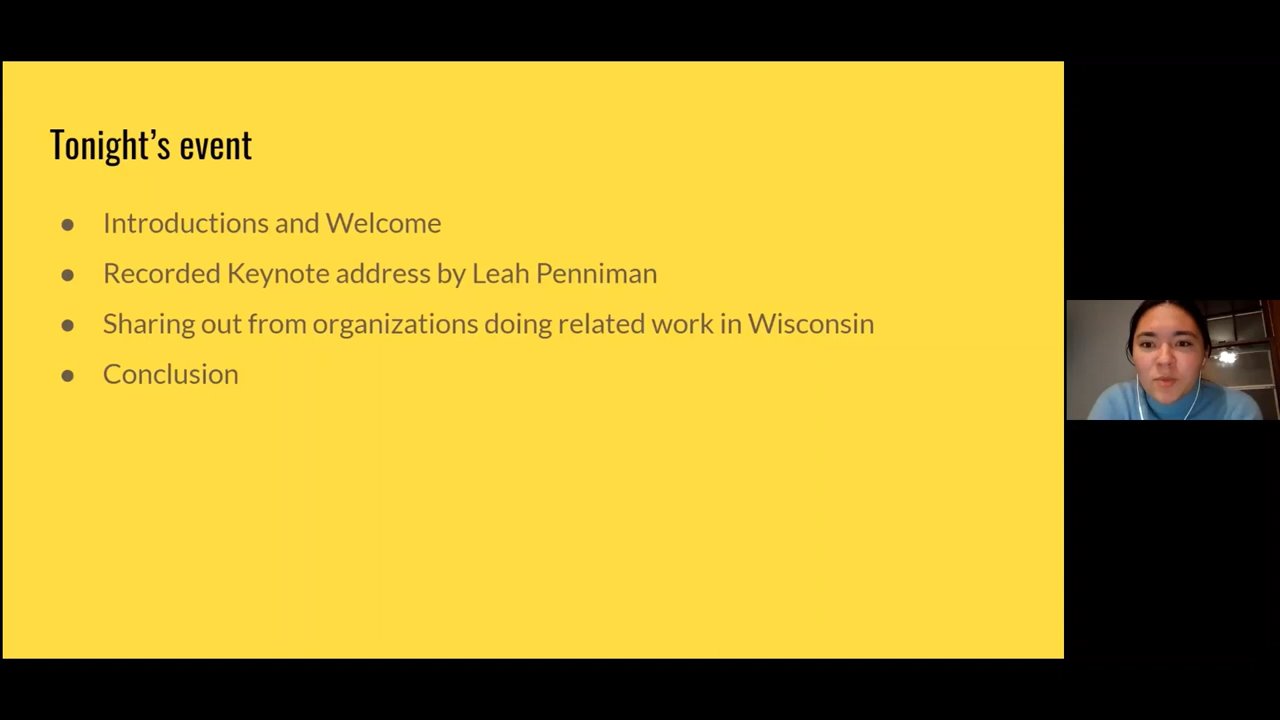 Tonight’s event
● Introductions and Welcome
● Recorded Keynote address by Leah Penniman
● Sharing out from organizations doing related work in Wisconsin
● Conclusion